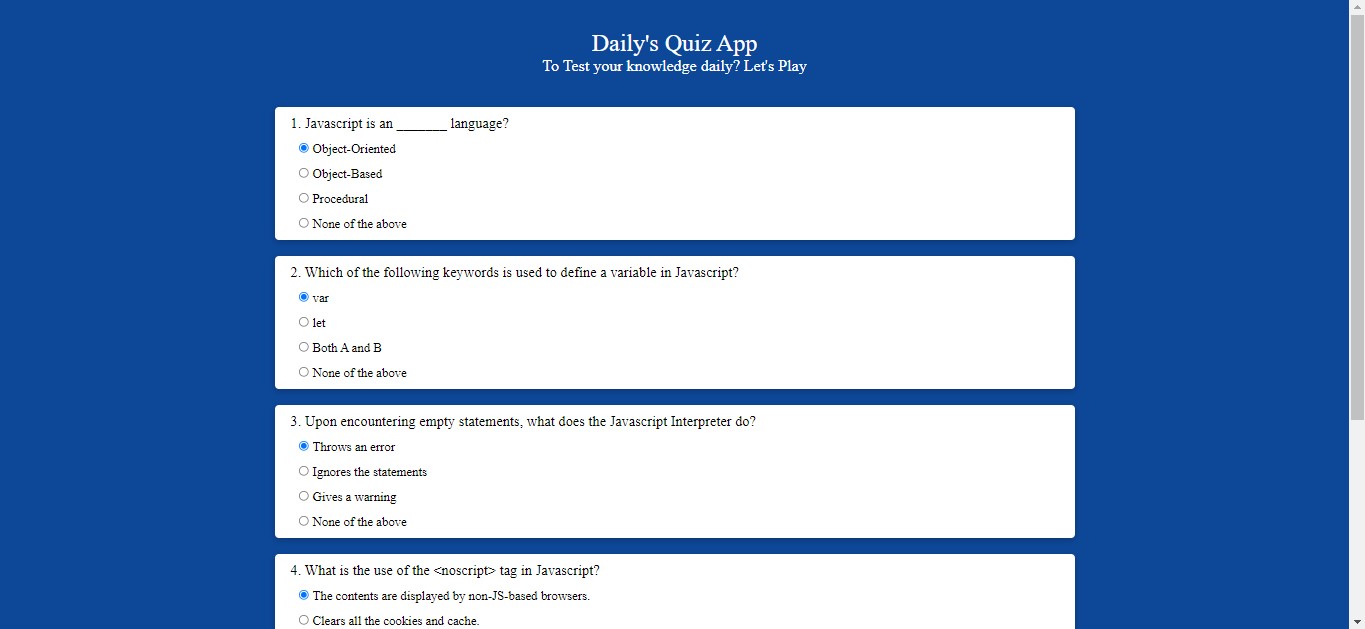 Daily's Quiz App
To Test your knowledge daily? Let's Play
1. Javascript is an _______ language?
Object-Oriented
Object-Based
Procedural
None of the above
2. Which of the following keywords is used to define a variable in Javascript?
var
let
Both A and B
None of the above
3. Upon encountering empty statements, what does the Javascript Interpreter do?
Throws an error
Ignores the statements
Gives a warning
None of the above
4. What is the use of the <noscript> tag in Javascript?
The contents are displayed by non-JS-based browsers.
Clears all the cookies and cache.